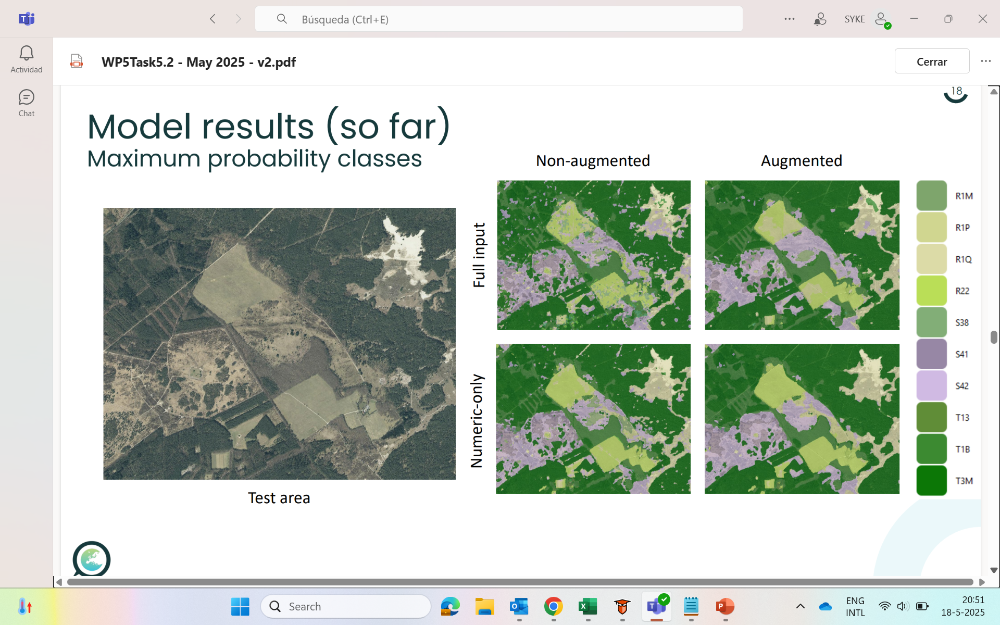 Búsqueda (Ctrl+E)
SYKE
Actividad
Chat
WP5Task5.2 - May 2025 - v2.pdf
Cerrar
18
Model results (so far)
Maximum probability classes
Non-augmented
Augmented
Full input
Numeric-only
Test area
R1M
R1P
R1Q
R22
S38
S41
S42
T13
T1B
T3M
Search
ENG
INTL
20:51
18-5-2025